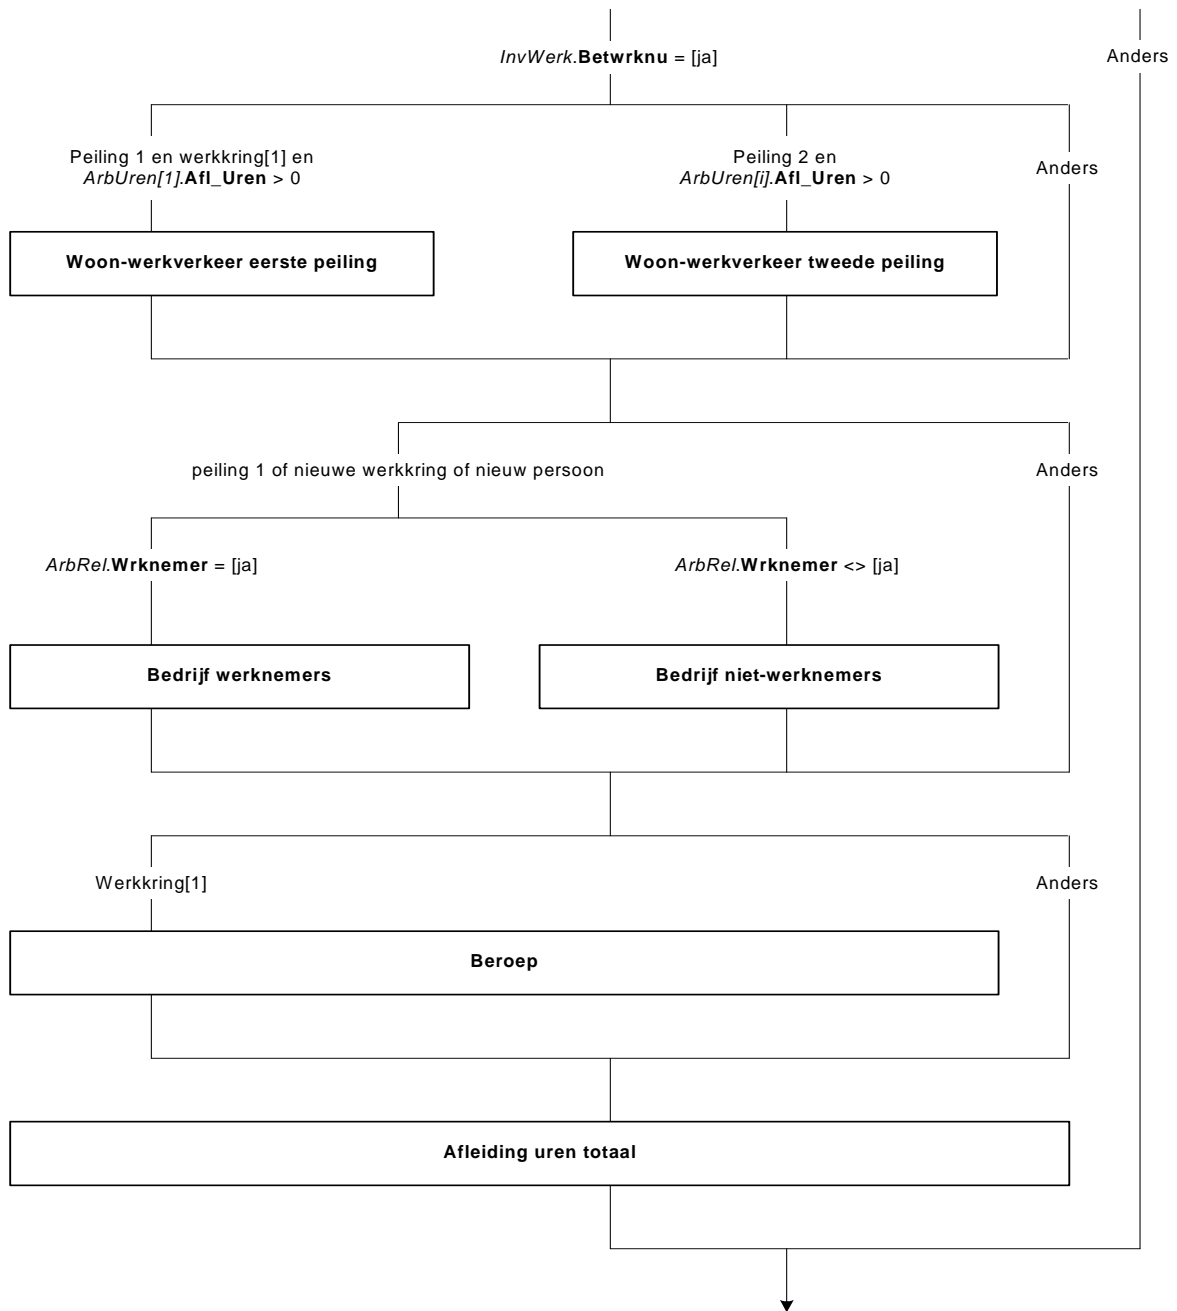 InvWerk.Betwrknu = [ja]
Anders
Peiling 1 en werkkring[1] en
ArbUren[1].Afl_Uren > 0
Peiling 2 en
ArbUren[i].Afl_Uren > 0
Anders
Woon-werkverkeer eerste peiling
Woon-werkverkeer tweede peiling
peiling 1 of nieuwe werkkring of nieuw persoon
Anders
ArbRel.Wrknemer = [ja]
ArbRel.Wrknemer <> [ja]
Bedrijf werknemers
Bedrijf niet-werknemers
Werkkring[1]
Anders
Beroep
Afleiding uren totaal